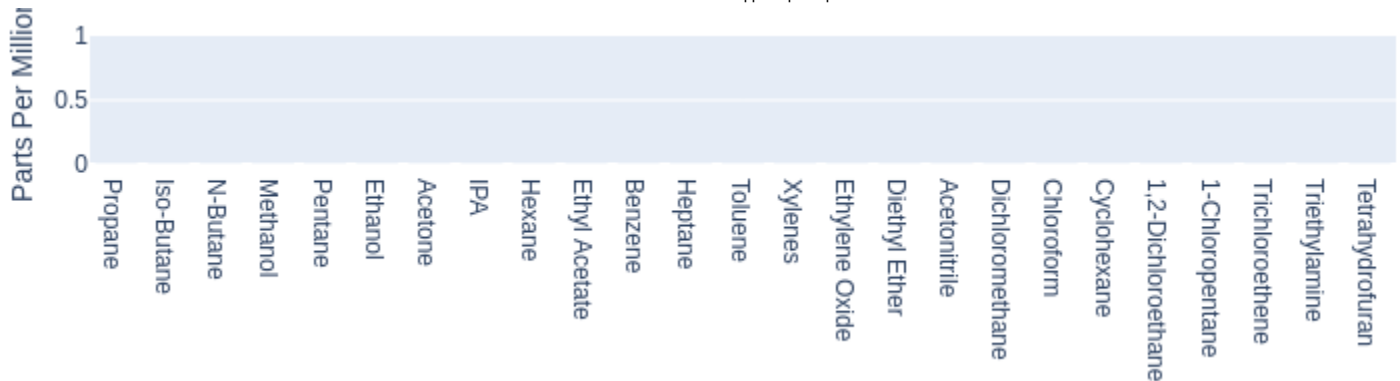 Parts Per Million
1
0.5
0
Propane
Iso-Butane
N-Butane
Methanol
Pentane
Ethanol
Acetone
IPA
Hexane
Ethyl Acetate
Benzene
Heptane
Toluene
Xylenes
Ethylene Oxide
Diethyl Ether
Acetonitrile
Dichloromethane
Chloroform
Cyclohexane
1,2-Dichloroethane
1-Chloropentane
Trichloroethene
Triethylamine
Tetrahydrofuran